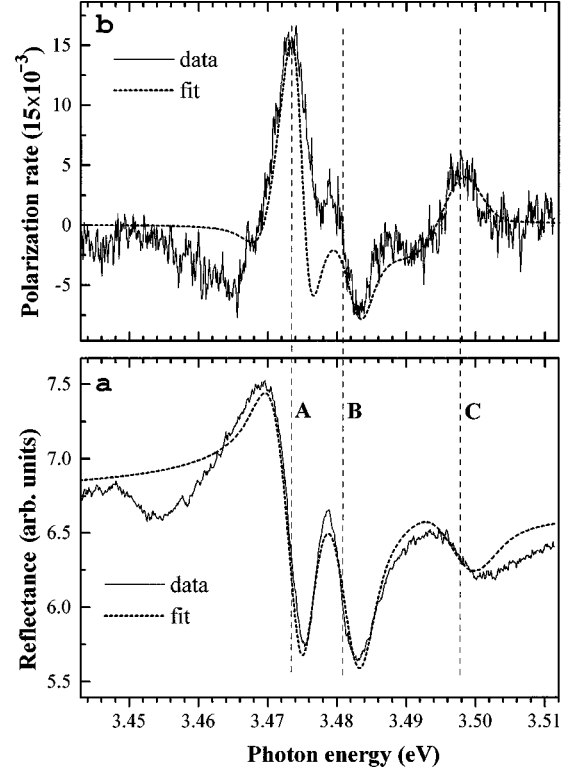 b
Polarization rate (15×10⁻³)
15
10
5
0
-5
data
fit
a
Reflectance (arb. units)
7.5
7.0
6.5
6.0
5.5
A
B
C
data
fit
3.45 3.46 3.47 3.48 3.49 3.50 3.51
Photon energy (eV)